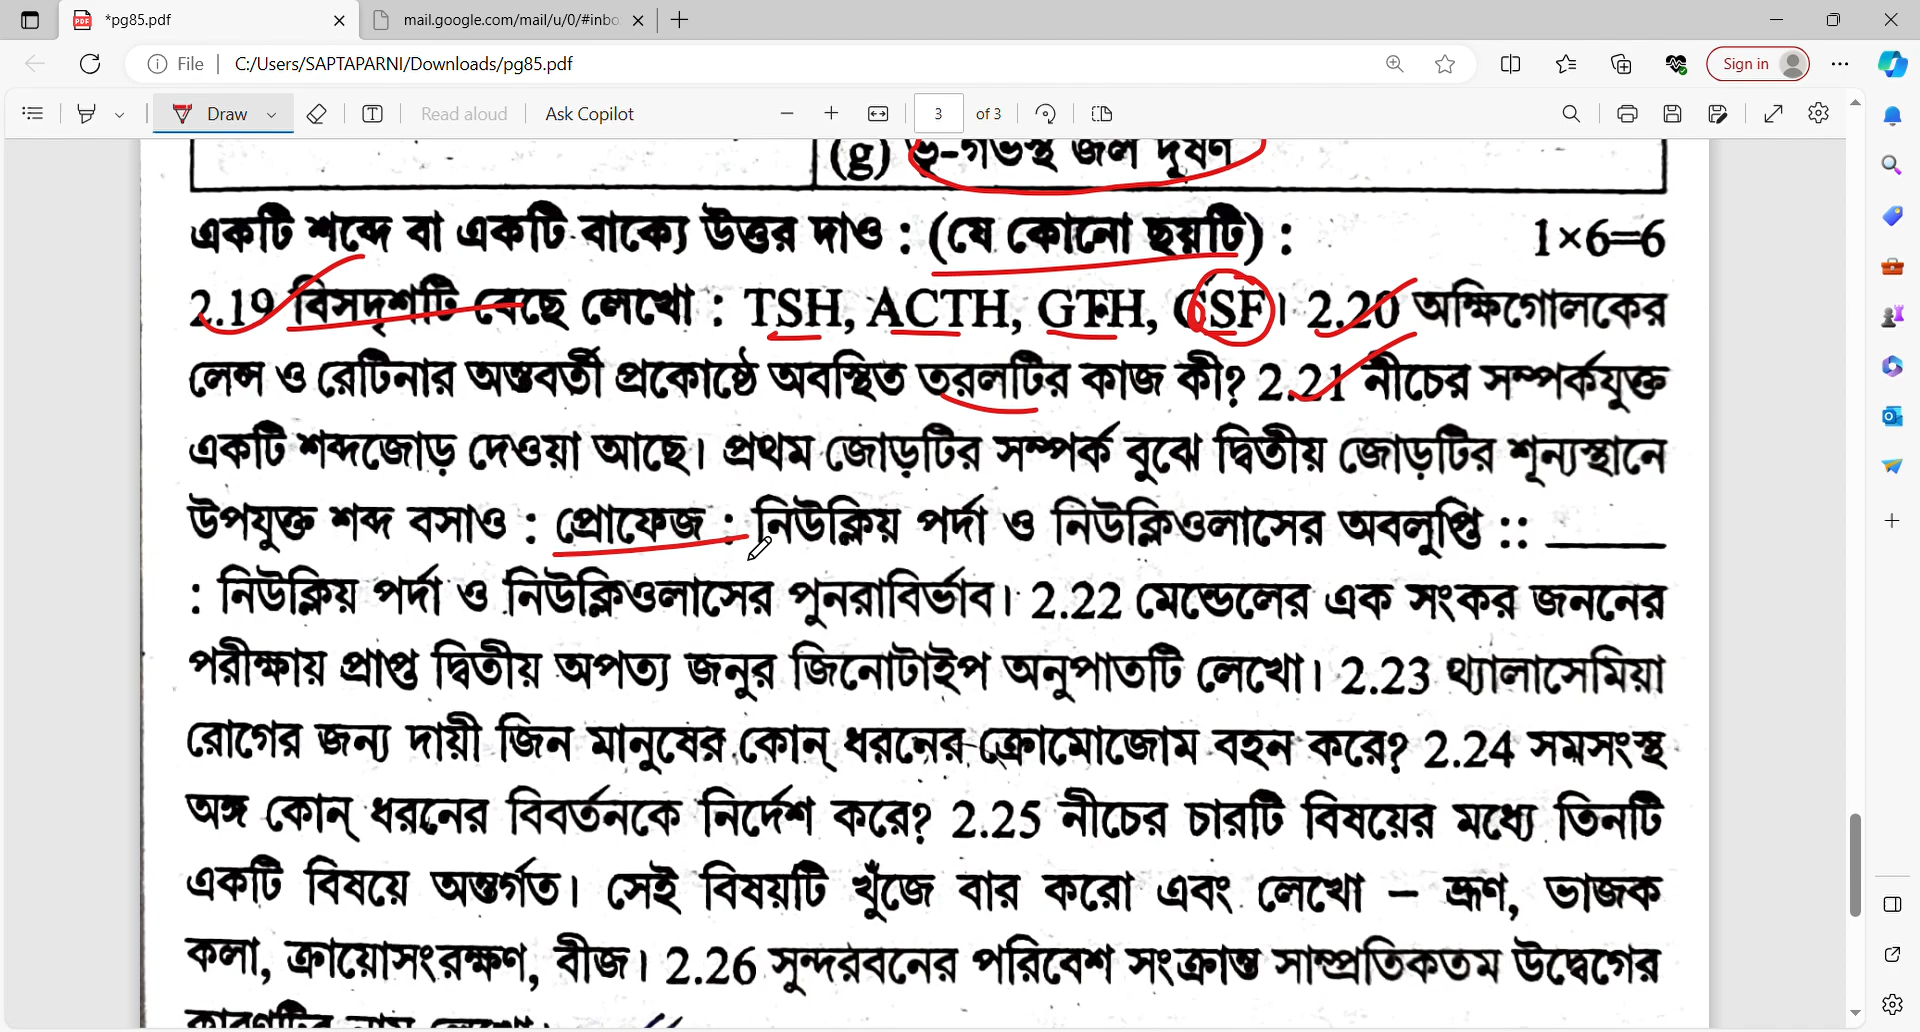 *pg85.pdf
mail.google.com/mail/u/0/#inbo
File
C:/Users/SAPTAPARNI/Downloads/pg85.pdf
Sign in
Draw
Read aloud
Ask Copilot
3 of 3
(g) ভূ-গর্ভস্থ জল দূষণ
একটি শব্দে বা একটি বাক্যে উত্তর দাও : (যে কোনো ছয়টি) : 1×6=6
2.19 বিসদৃশটি বেছে লেখো : TSH, ACTH, GTH, CSF। 2.20 অক্ষিগোলকের
লেন্স ও রেটিনার অন্তবর্তী প্রকোষ্ঠে অবস্থিত তরলটির কাজ কী? 2.21 নীচের সম্পর্কযুক্ত
একটি শব্দজোড় দেওয়া আছে। প্রথম জোড়টির সম্পর্ক বুঝে দ্বিতীয় জোড়টির শূন্যস্থানে
উপযুক্ত শব্দ বসাও : প্রোফেজ : নিউক্লিয় পর্দা ও নিউক্লিওলাসের অবলুপ্তি :: ______
: নিউক্লিয় পর্দা ও নিউক্লিওলাসের পুনরাবির্ভাব। 2.22 মেন্ডেলের এক সংকর জননের
পরীক্ষায় প্রাপ্ত দ্বিতীয় অপত্য জনুর জিনোটাইপ অনুপাতটি লেখো। 2.23 থ্যালাসেমিয়া
রোগের জন্য দায়ী জিন মানুষের কোন্ ধরনের ক্রোমোজোম বহন করে? 2.24 সমসংস্থ
অঙ্গ কোন্ ধরনের বিবর্তনকে নির্দেশ করে? 2.25 নীচের চারটি বিষয়ের মধ্যে তিনটি
একটি বিষয়ে অন্তর্গত। সেই বিষয়টি খুঁজে বার করো এবং লেখো – ভ্রূণ, ভাজক
কলা, ক্রায়োসংরক্ষণ, বীজ। 2.26 সুন্দরবনের পরিবেশ সংক্রান্ত সাম্প্রতিকতম উদ্বেগের